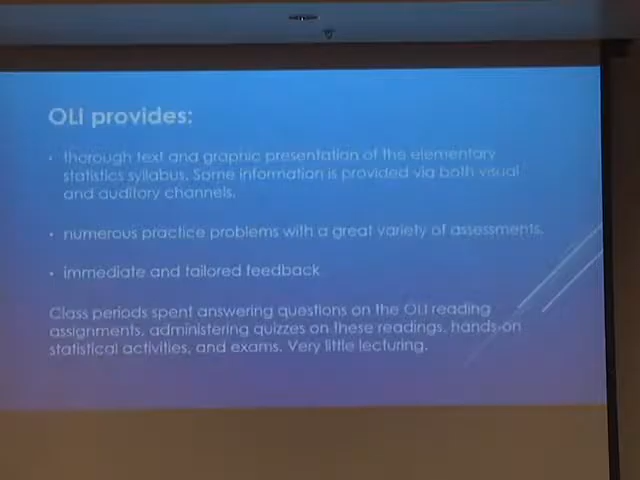 OLI provides:
• thorough text and graphic presentation of the elementary
statistics syllabus. Some information is provided via both visual
and auditory channels.
• numerous practice problems with a great variety of assessments.
• immediate and tailored feedback
Class periods spent answering questions on the OLI reading
assignments, administering quizzes on these readings, hands-on
statistical activities, and exams. Very little lecturing.